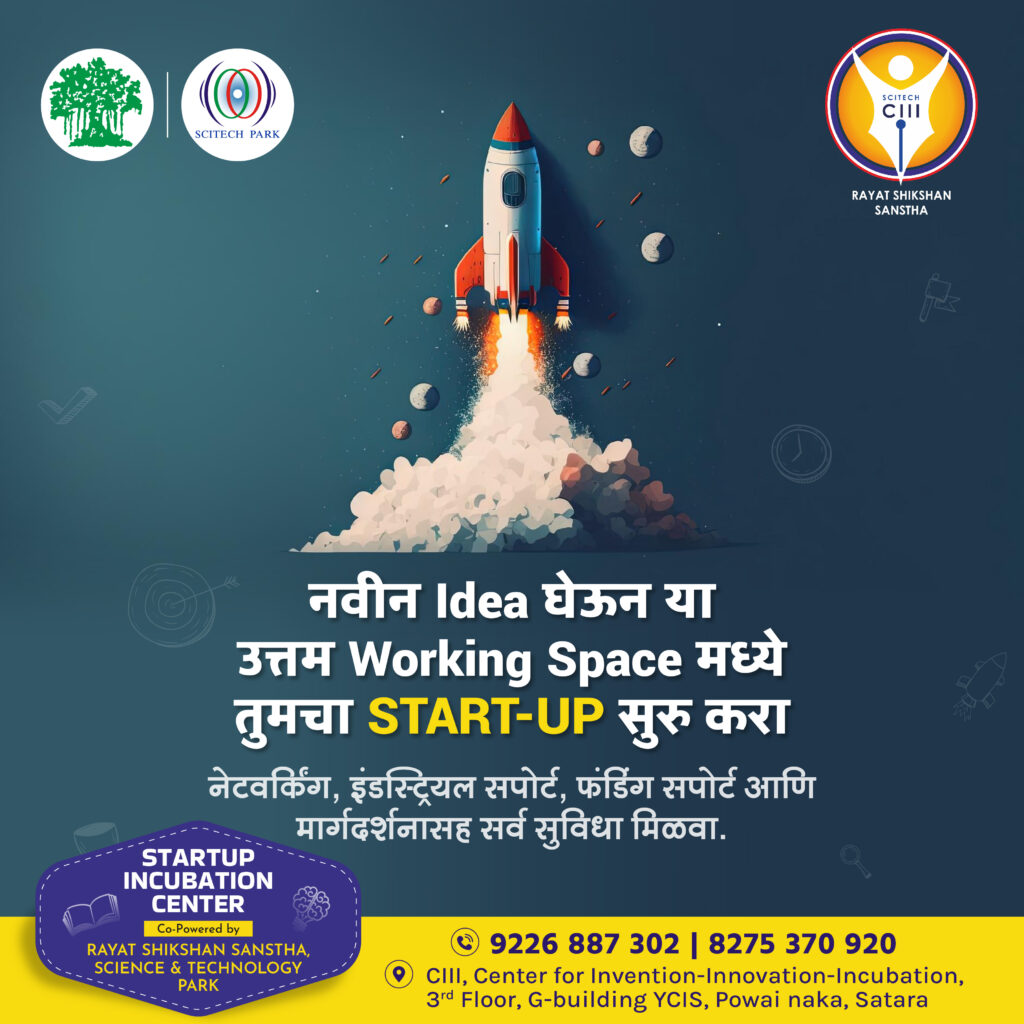 SCITECH PARK
SCITECH
CIII
RAYAT SHIKSHAN
SANSTHA
नवीन Idea घेऊन या
उत्तम Working Space मध्ये
तुमचा START-UP सुरु करा
नेटवर्किंग, इंडस्ट्रियल सपोर्ट, फंडिंग सपोर्ट आणि
मार्गदर्शनासह सर्व सुविधा मिळवा.
STARTUP
INCUBATION
CENTER
Co-Powered by
RAYAT SHIKSHAN SANSTHA,
SCIENCE & TECHNOLOGY
PARK
9226 887 302 | 8275 370 920
CIII, Center for Invention-Innovation-Incubation,
3rd Floor, G-building YCIS, Powai naka, Satara